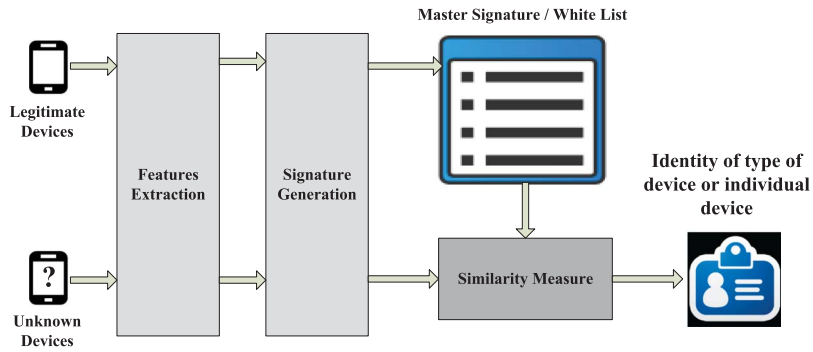 Master Signature / White List
Legitimate
Devices
Features
Extraction
Signature
Generation
Identity of type of
device or individual
device
?
Similarity Measure
Unknown
Devices